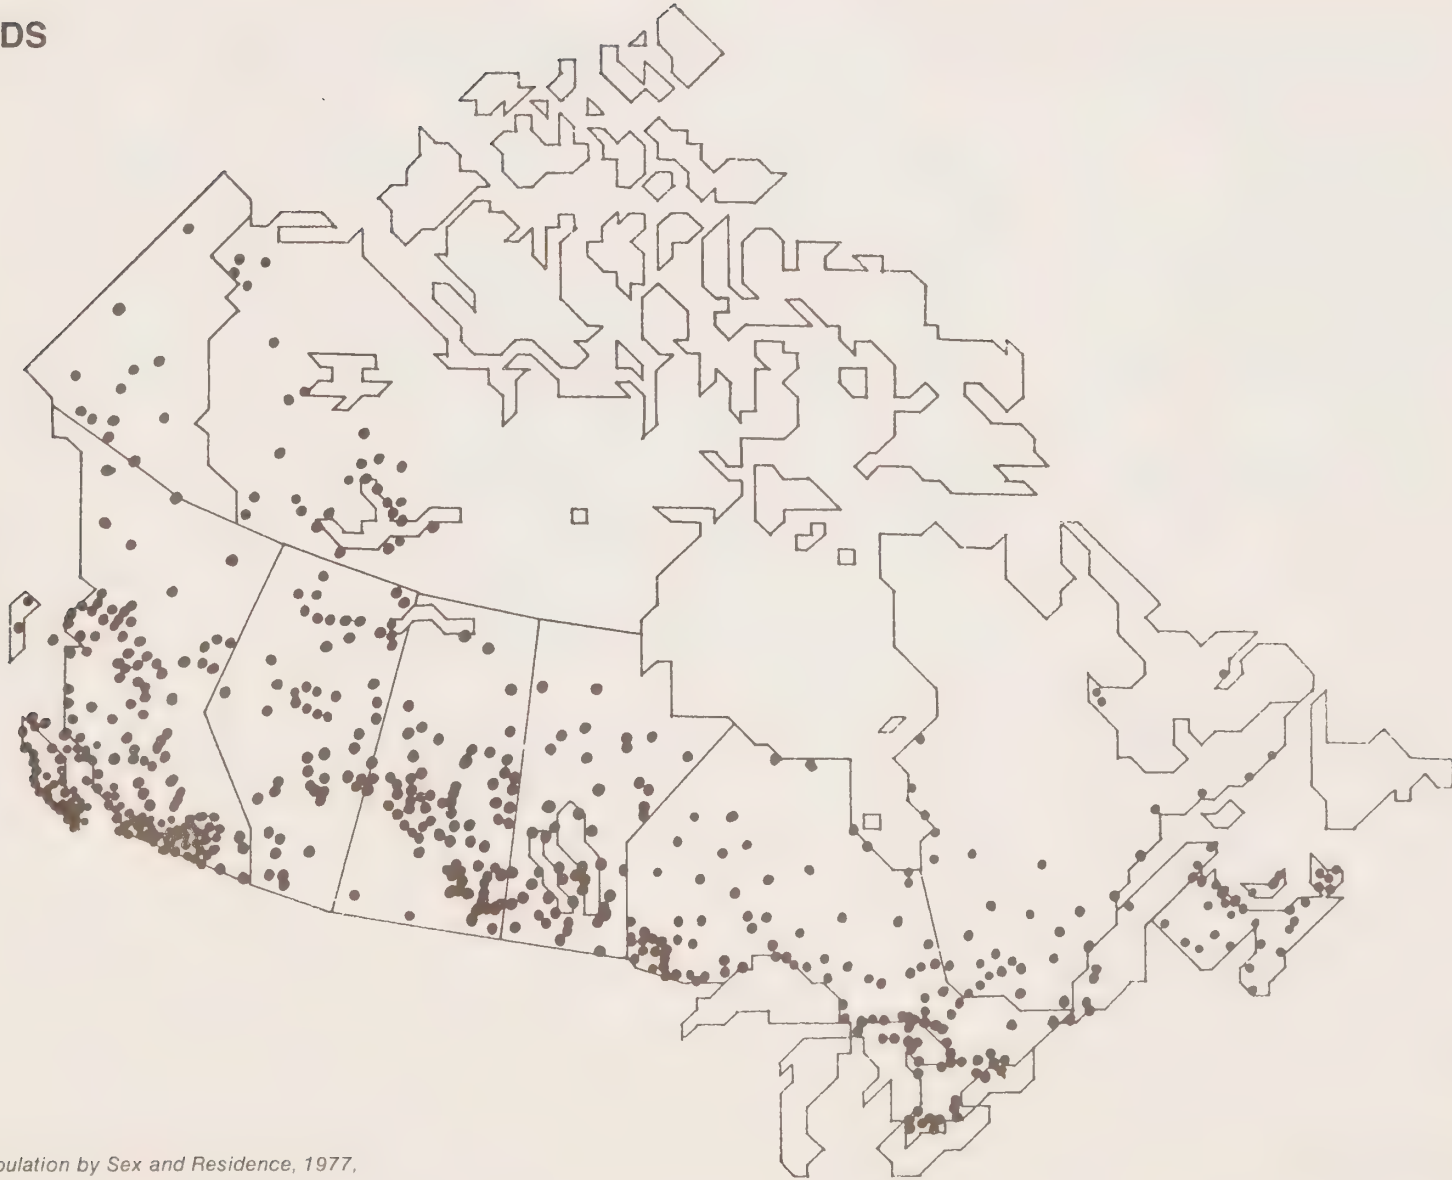 DS
pulation by Sex and Residence, 1977,